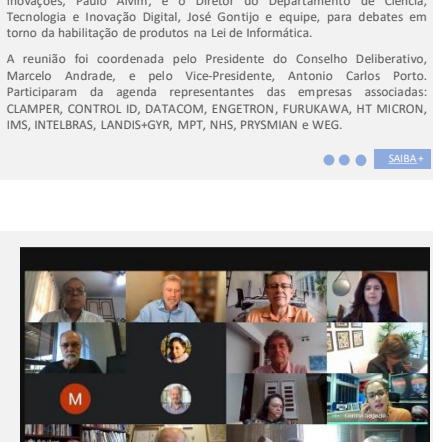 Inovações, Paulo Alvim, e o Diretor do Departamento de Ciência,
Tecnologia e Inovação Digital, José Gontijo e equipe, para debates em
torno da habilitação de produtos na Lei de Informática.
A reunião foi coordenada pelo Presidente do Conselho Deliberativo,
Marcelo Andrade, e pelo Vice-Presidente, Antonio Carlos Porto.
Participaram da agenda representantes das empresas associadas:
CLAMPER, CONTROL ID, DATACOM, ENGETRON, FURUKAWA, HT MICRON,
IMS, INTELBRAS, LANDIS+GYR, MPT, NHS, PRYSMIAN e WEG.
SAIBA+
M